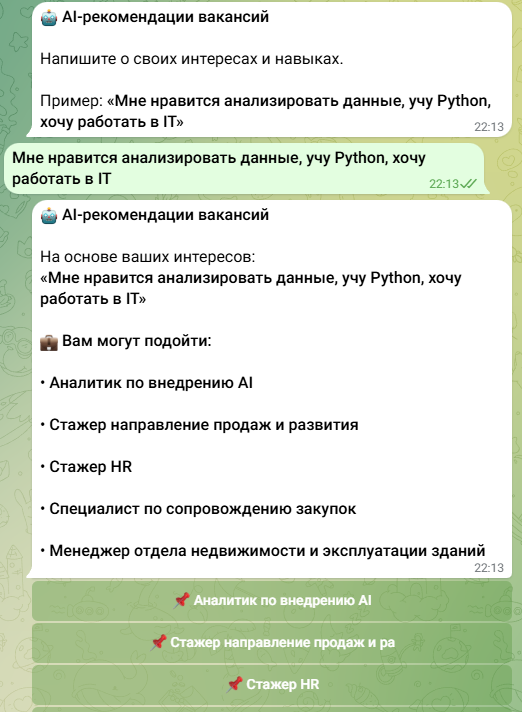 🤖 AI-рекомендации вакансий
Напишите о своих интересах и навыках.
Пример: «Мне нравится анализировать данные, учу Python,
хочу работать в IT»
22:13
Мне нравится анализировать данные, учу Python, хочу
работать в IT
22:13
🤖 AI-рекомендации вакансий
На основе ваших интересов:
«Мне нравится анализировать данные, учу Python, хочу
работать в IT»
💼 Вам могут подойти:
• Аналитик по внедрению AI
• Стажер направление продаж и развития
• Стажер HR
• Специалист по сопровождению закупок
• Менеджер отдела недвижимости и эксплуатации зданий
22:13
📌 Аналитик по внедрению AI
📌 Стажер направление продаж и ра
📌 Стажер HR